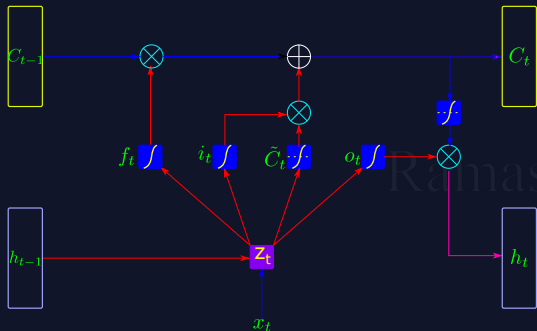 C_{t-1} C_t
f_t i_t C̃_t o_t
h_{t-1} z_t h_t
x_t